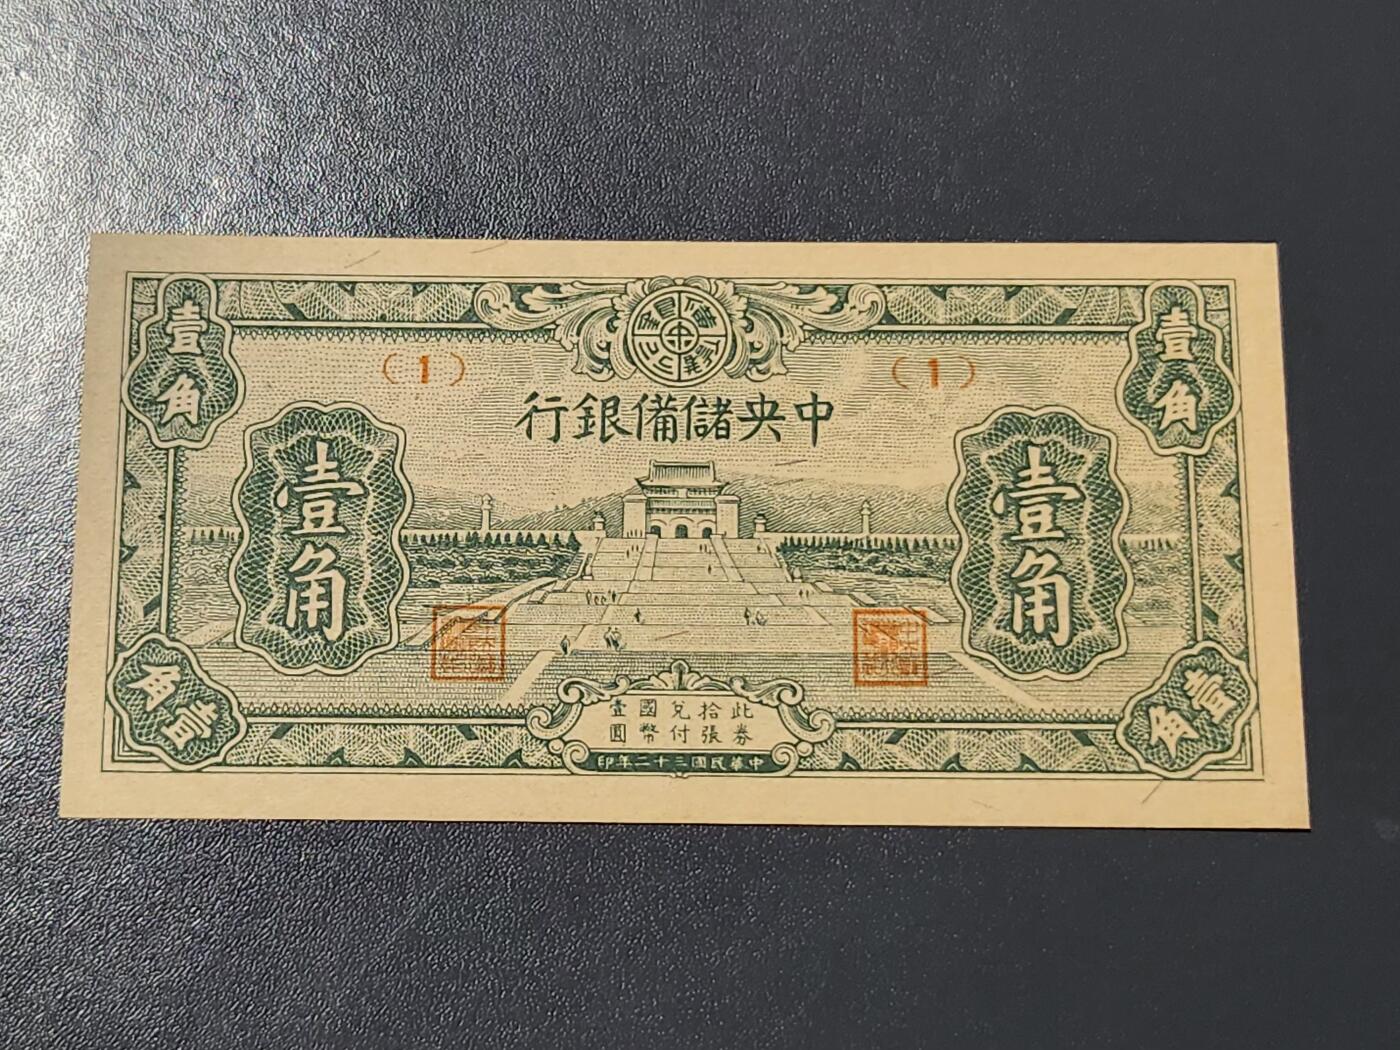 壹角
壹角
(1)
(1)
中央儲備銀行
壹角
壹角
此券拾張兌付國幣壹圓
中華民國三十二年印
壹角
壹角